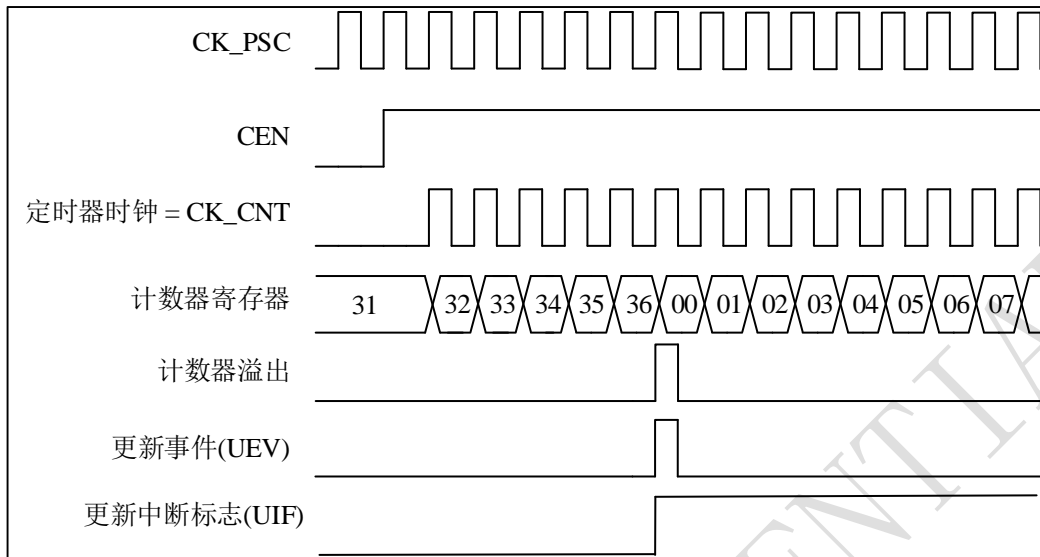 CK_PSC
CEN
定时器时钟 = CK_CNT
计数器寄存器 31 32 33 34 35 36 00 01 02 03 04 05 06 07
计数器溢出
更新事件(UEV)
更新中断标志(UIF)
ENTIA